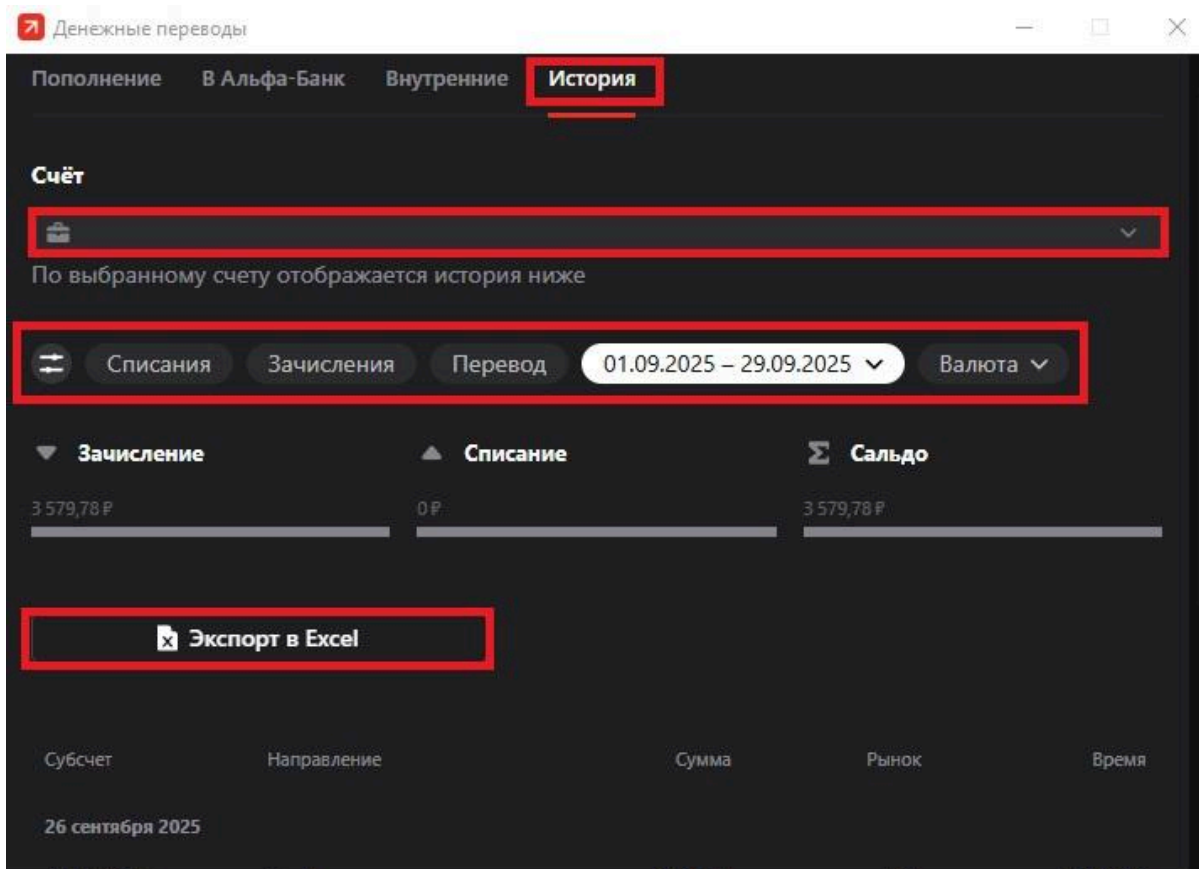 Денежные переводы
Пополнение В Альфа-Банк Внутренние История
Счёт
По выбранному счету отображается история ниже
Списания Зачисления Перевод 01.09.2025 – 29.09.2025 Валюта
Зачисление Списание Σ Сальдо
3 579,78 ₽ 0 ₽ 3 579,78 ₽
Экспорт в Excel
Субсчет Направление Сумма Рынок Время
26 сентября 2025